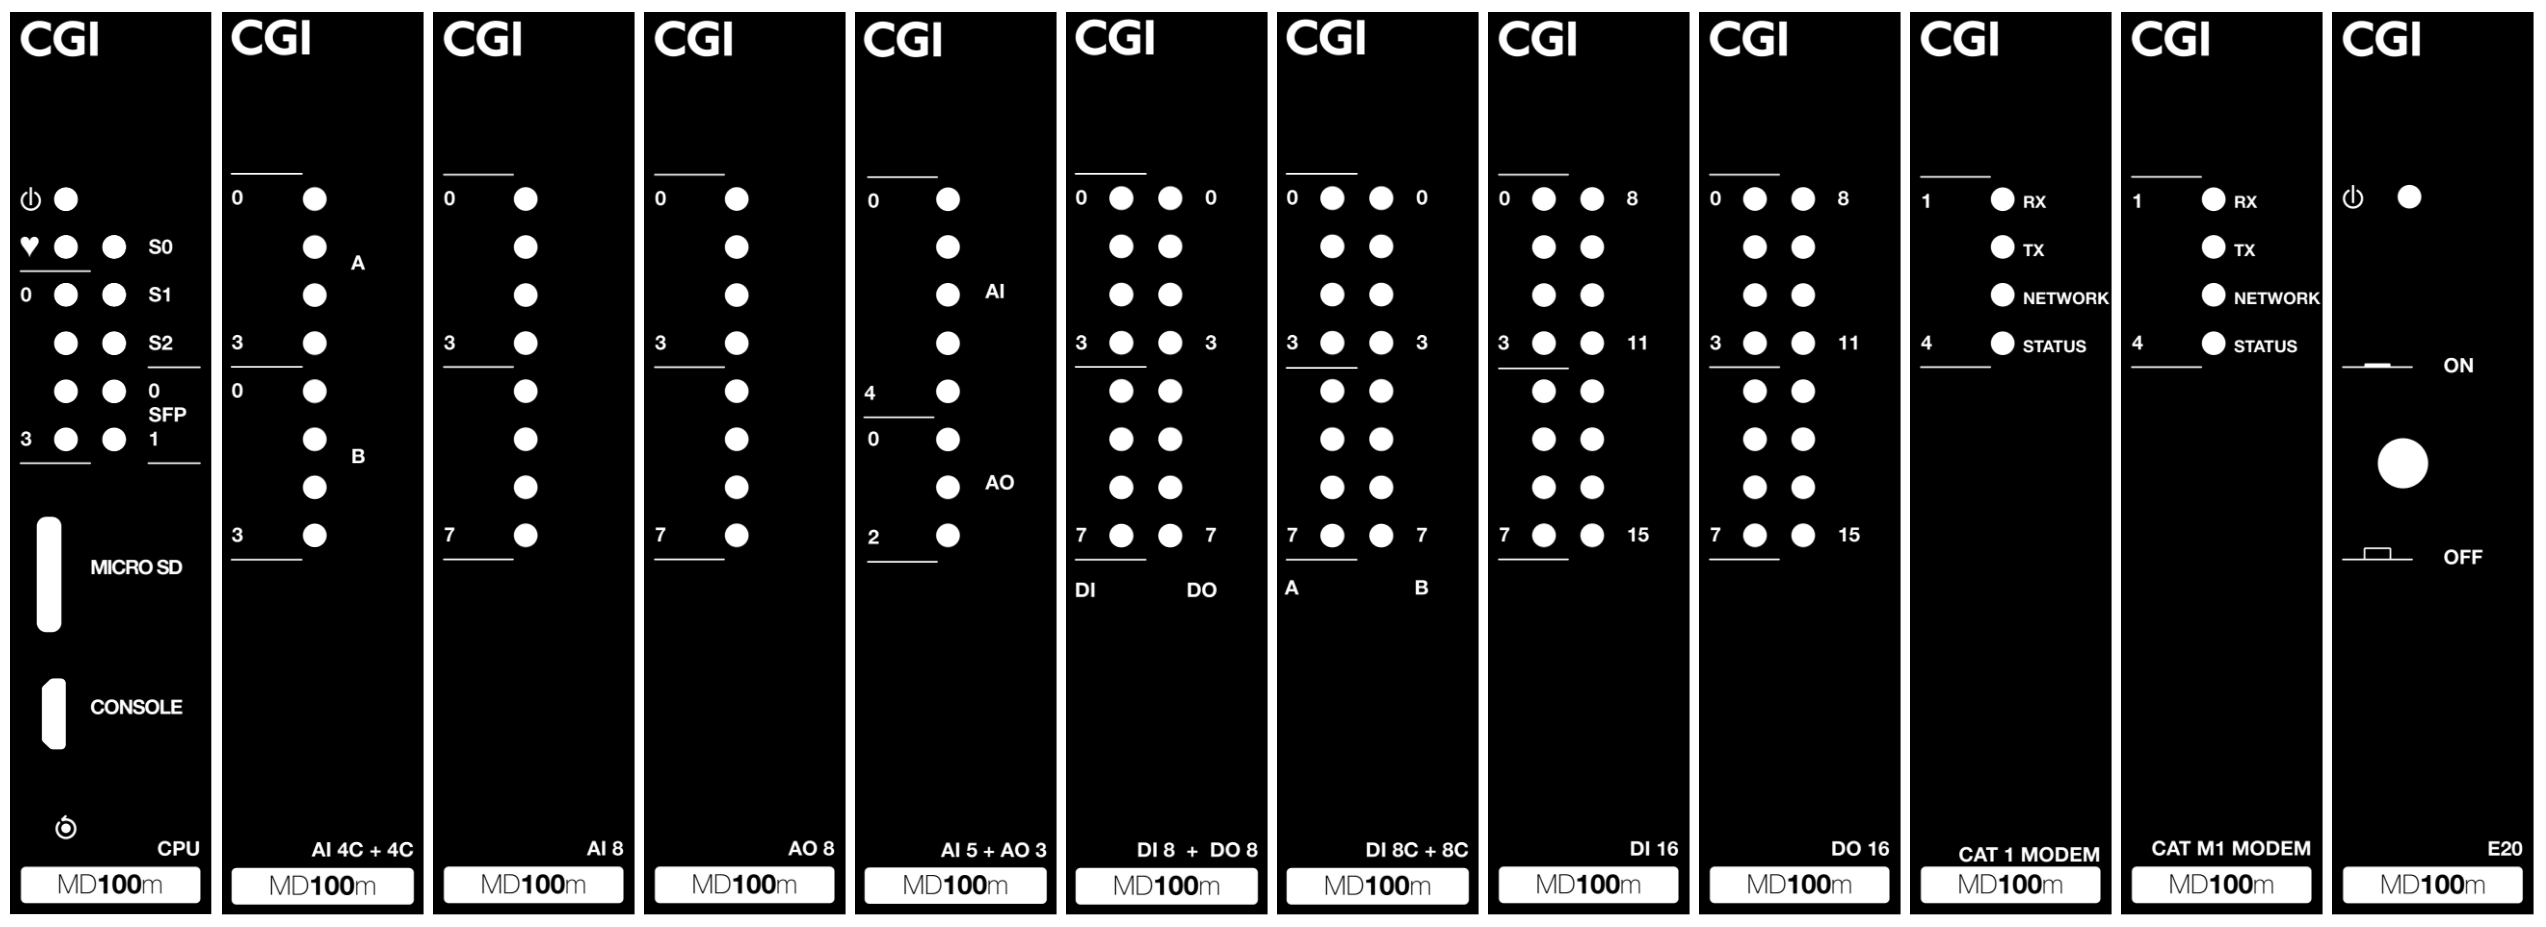 CGI
S0
0 S1
S2
0
SFP
3 1
MICRO SD
CONSOLE
CPU
MD100m
CGI
0
A
3
0
B
3
AI 4C + 4C
MD100m
CGI
0
3
7
AI 8
MD100m
CGI
0
3
7
AO 8
MD100m
CGI
0
AI
4
0
AO
2
AI 5 + AO 3
MD100m
CGI
0 0
3 3
7 7
DI DO
DI 8 + DO 8
MD100m
CGI
0 0
3 3
7 7
A B
DI 8C + 8C
MD100m
CGI
0 8
3 11
7 15
DI 16
MD100m
CGI
0 8
3 11
7 15
DO 16
MD100m
CGI
1 RX
TX
NETWORK
4 STATUS
CAT 1 MODEM
MD100m
CGI
1 RX
TX
NETWORK
4 STATUS
CAT M1 MODEM
MD100m
CGI
ON
OFF
E20
MD100m